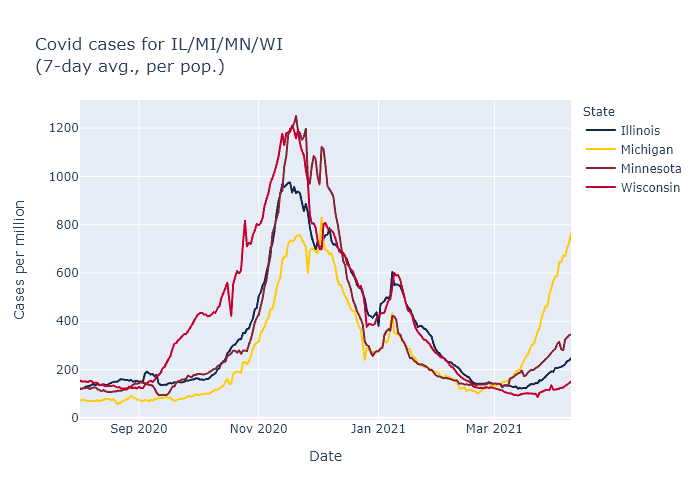 Covid cases for IL/MI/MN/WI
(7-day avg., per pop.)
State
Illinois
Michigan
Minnesota
Wisconsin
Cases per million
1200
1000
800
600
400
200
0
Sep 2020 Nov 2020 Jan 2021 Mar 2021
Date